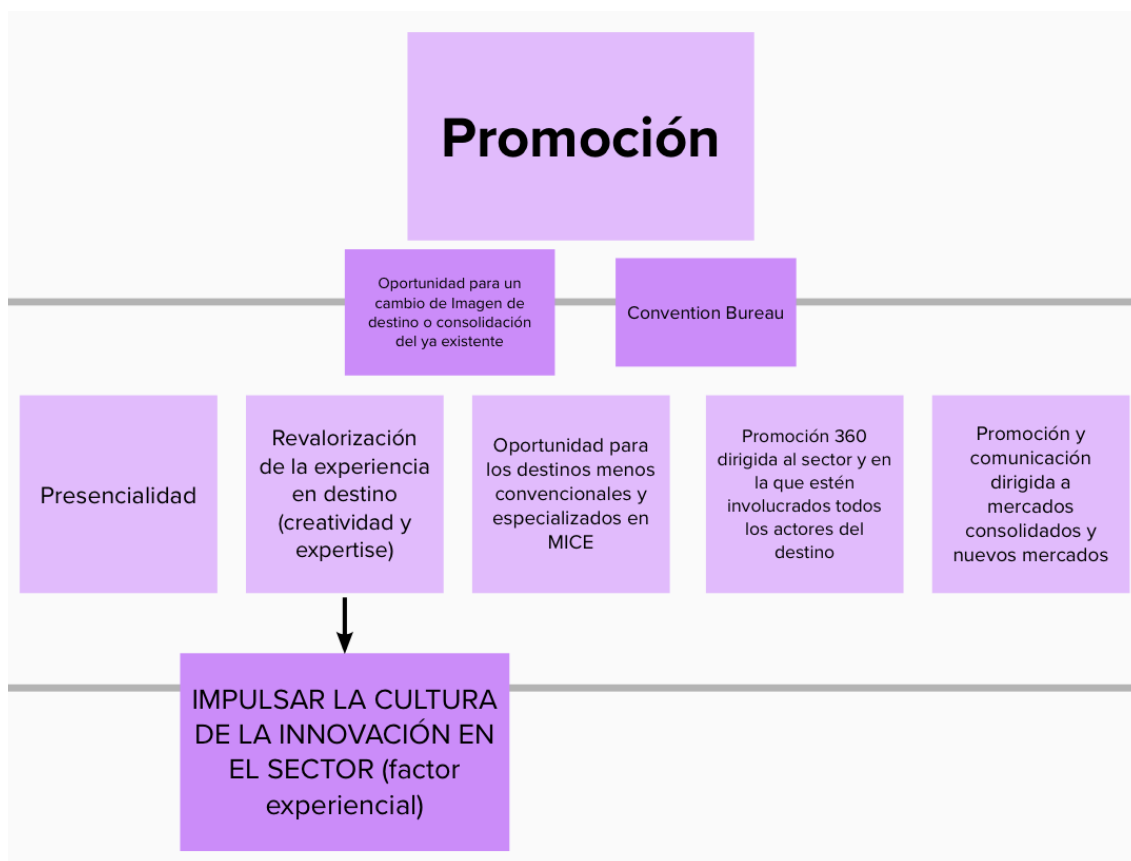 Promoción
Oportunidad para un
cambio de Imagen de
destino o consolidación
del ya existente
Convention Bureau
Presencialidad
Revalorización
de la experiencia
en destino
(creatividad y
expertise)
Oportunidad para
los destinos menos
convencionales y
especializados en
MICE
Promoción 360
dirigida al sector y en
la que estén
involucrados todos
los actores del
destino
Promoción y
comunicación
dirigida a
mercados
consolidados y
nuevos mercados
IMPULSAR LA CULTURA
DE LA INNOVACIÓN EN
EL SECTOR (factor
experiencial)